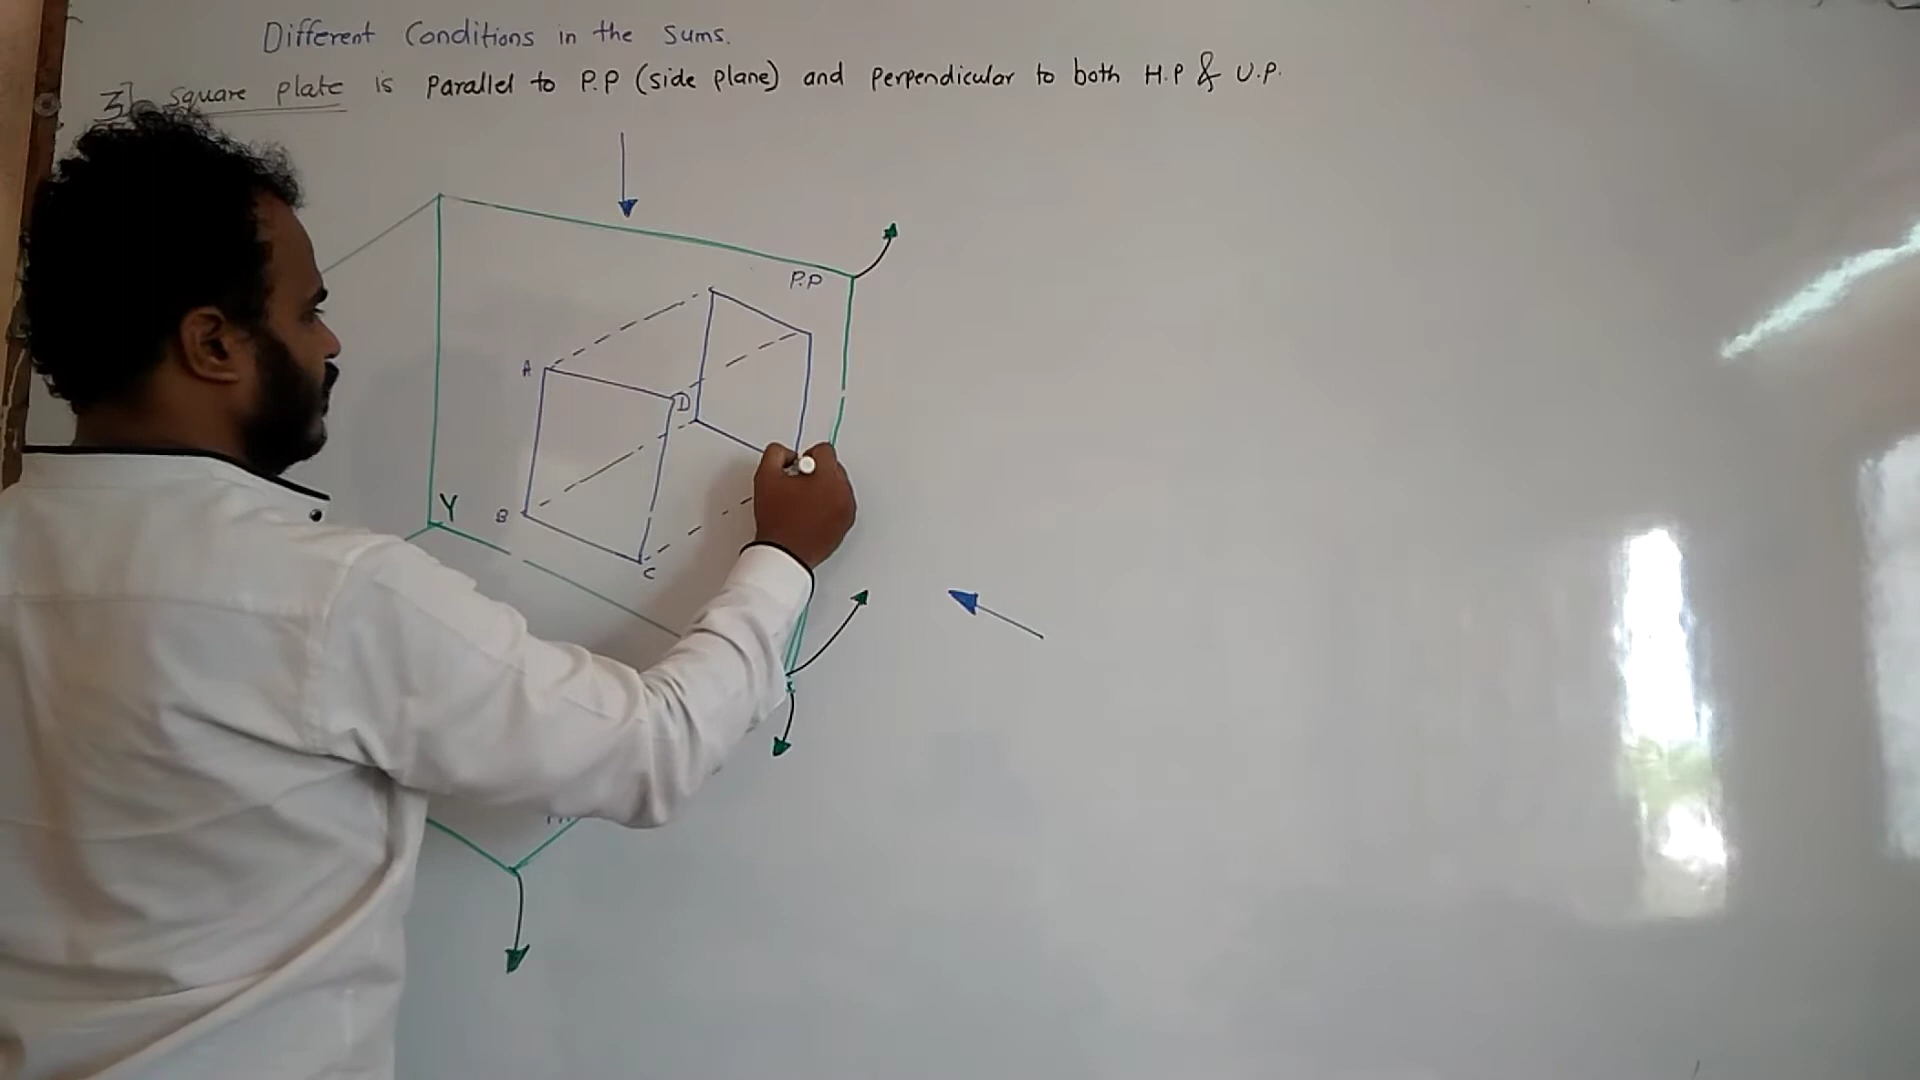 Different Conditions in the Sums.
3] Square plate is Parallel to P.P (side plane) and Perpendicular to both H.P & V.P.
P.P
A
D
Y
B
C